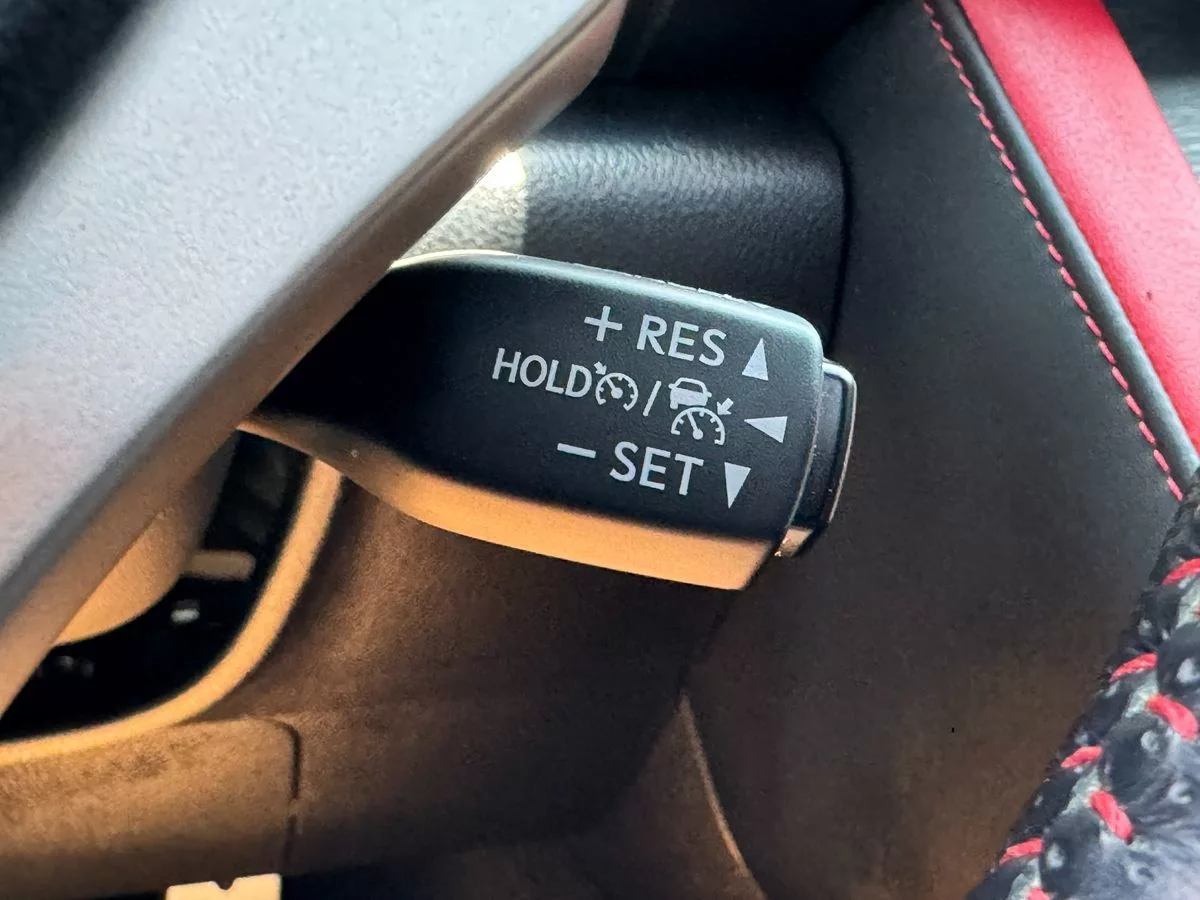 + RES
HOLD /
− SET